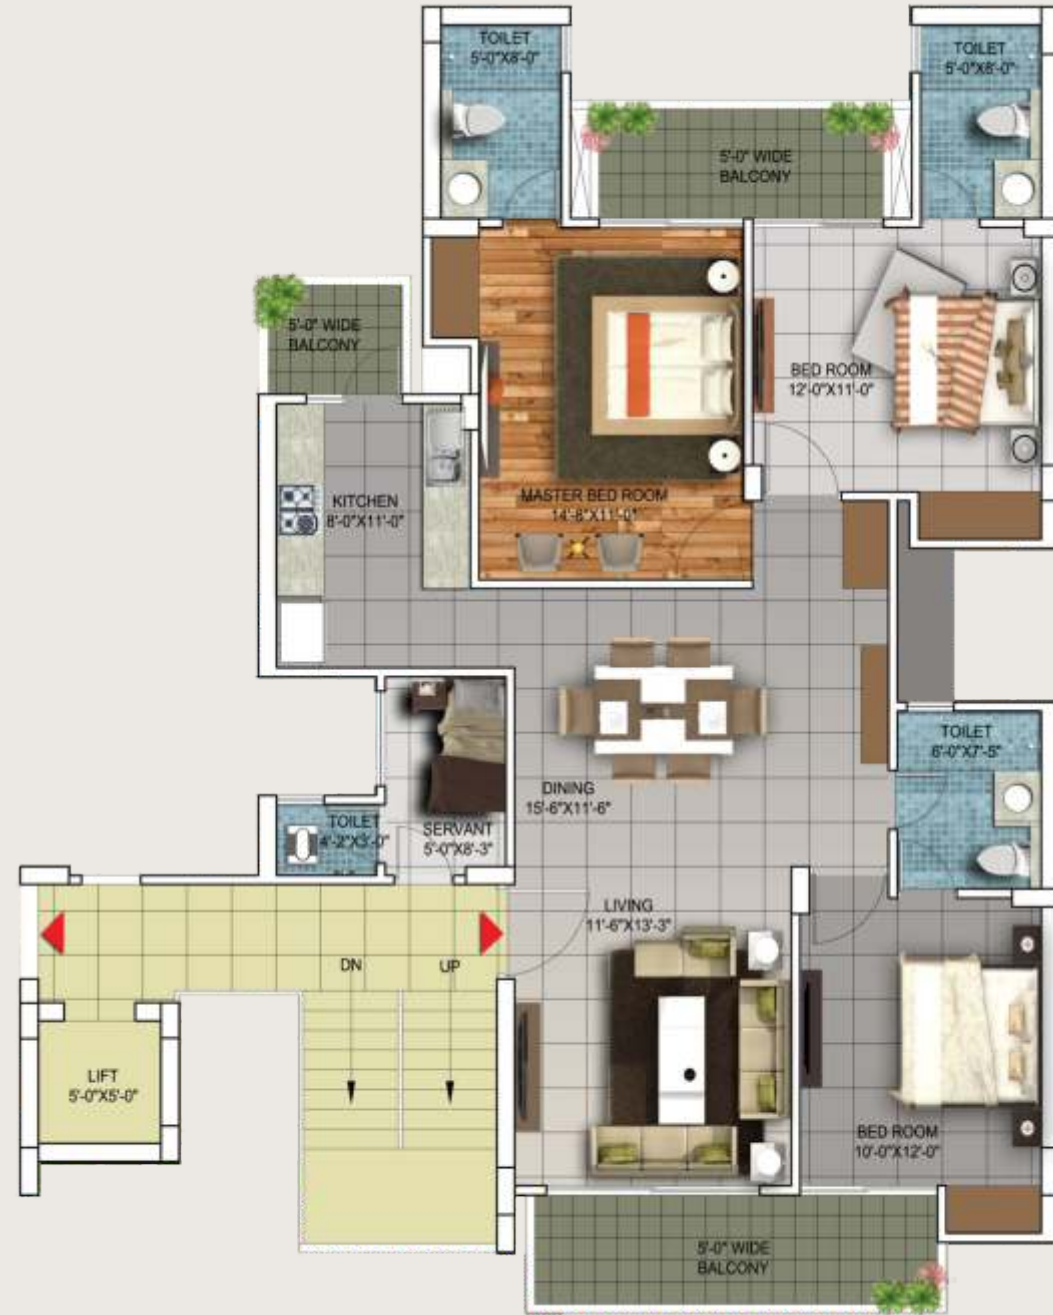 TOILET
5'-0"X8'-0"
TOILET
5'-0"X8'-0"
5'-0" WIDE
BALCONY
5'-0" WIDE
BALCONY
BED ROOM
12'-0"X11'-0"
KITCHEN
8'-0"X11'-0"
MASTER BED ROOM
14'-8"X11'-0"
TOILET
6'-0"X7'-5"
DINING
15'-6"X11'-6"
TOILET
4'-2"X3'-0"
SERVANT
5'-0"X8'-3"
LIVING
11'-6"X13'-3"
DN
UP
LIFT
5'-0"X5'-0"
BED ROOM
10'-0"X12'-0"
5'-0" WIDE
BALCONY